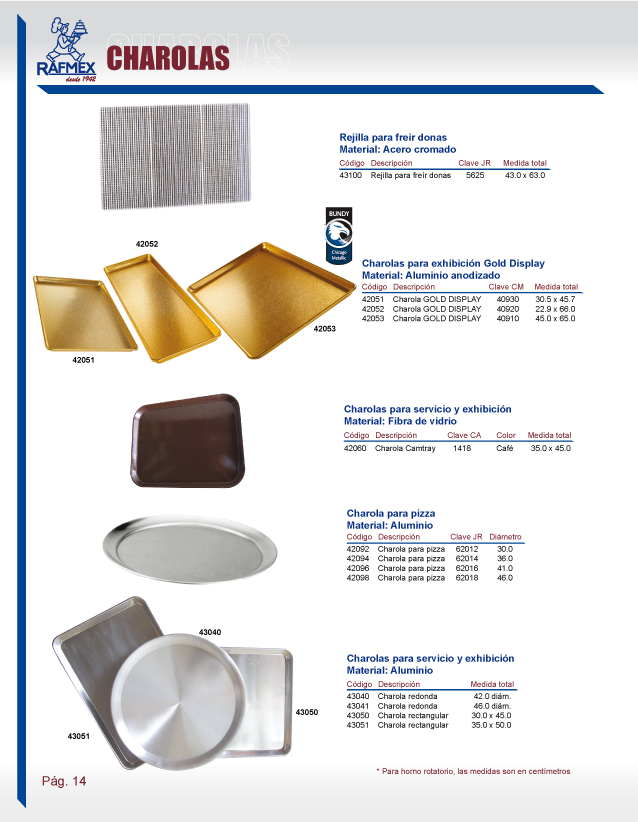 RAFMEX
desde 1942
CHAROLAS
Rejilla para freir donas
Material: Acero cromado
Código Descripción Clave JR Medida total
43100 Rejilla para freír donas 5625 43.0 x 63.0
BUNDY
Chicago
Metallic
42052
42051
42053
Charolas para exhibición Gold Display
Material: Aluminio anodizado
Código Descripción Clave CM Medida total
42051 Charola GOLD DISPLAY 40930 30.5 x 45.7
42052 Charola GOLD DISPLAY 40920 22.9 x 66.0
42053 Charola GOLD DISPLAY 40910 45.0 x 65.0
Charolas para servicio y exhibición
Material: Fibra de vidrio
Código Descripción Clave CA Color Medida total
42060 Charola Camtray 1418 Café 35.0 x 45.0
Charola para pizza
Material: Aluminio
Código Descripción Clave JR Diámetro
42092 Charola para pizza 62012 30.0
42094 Charola para pizza 62014 36.0
42096 Charola para pizza 62016 41.0
42098 Charola para pizza 62018 46.0
43040
43050
43051
Charolas para servicio y exhibición
Material: Aluminio
Código Descripción Medida total
43040 Charola redonda 42.0 diám.
43041 Charola redonda 46.0 diám.
43050 Charola rectangular 30.0 x 45.0
43051 Charola rectangular 35.0 x 50.0
* Para horno rotatorio, las medidas son en centímetros
Pág. 14